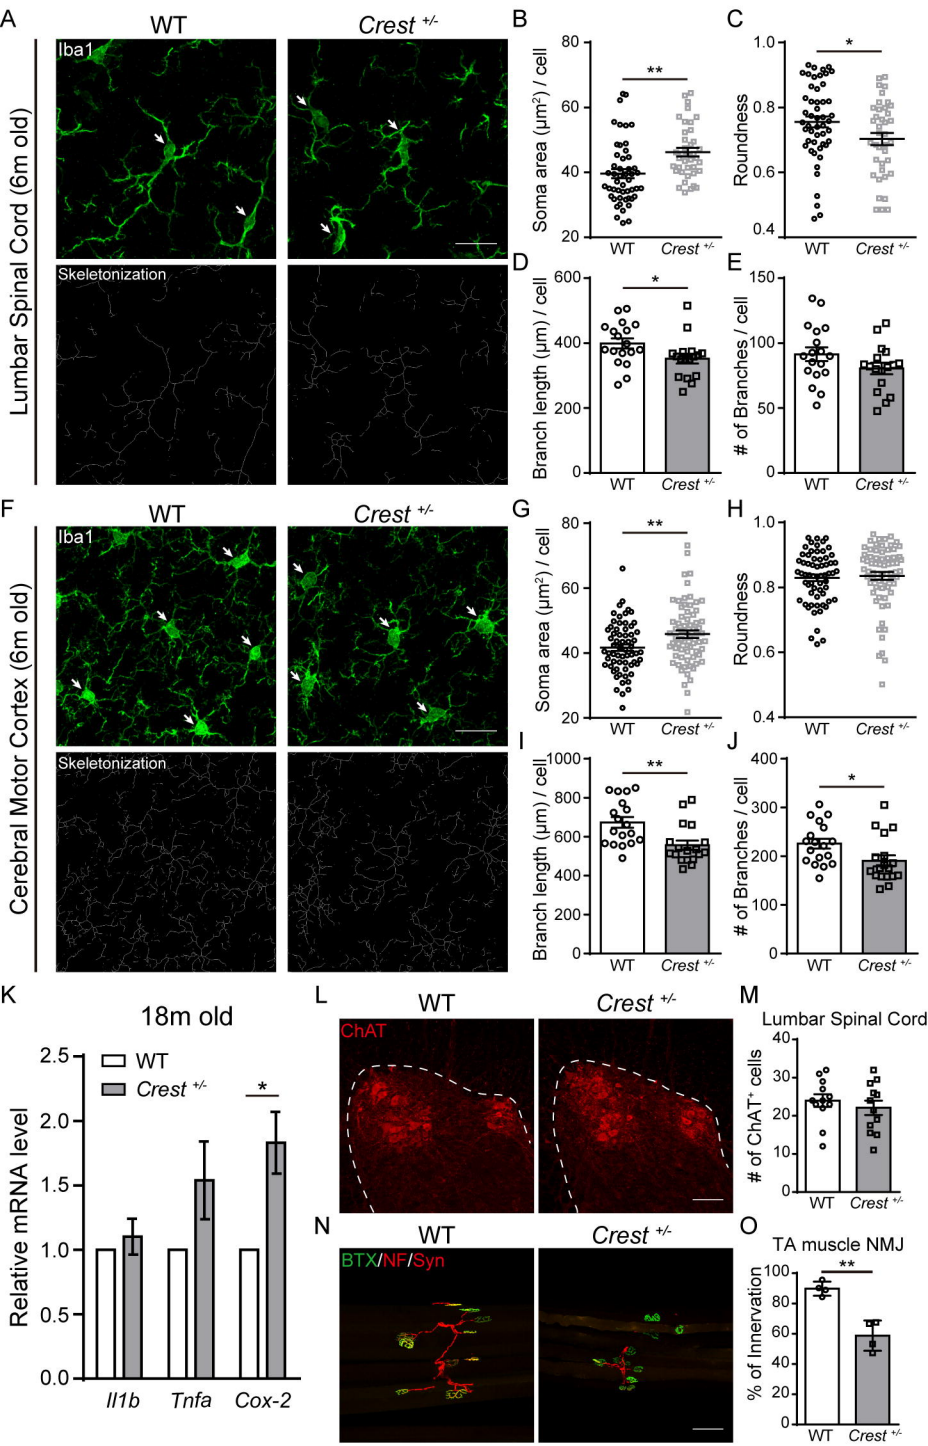 A
WT
Crest +/-
Lumbar Spinal Cord (6m old)
Iba1
Skeletonization
B
Soma area (µm²) / cell
80
60
40
20
**
WT
Crest +/-
C
Roundness
1.0
0.8
0.6
0.4
*
WT
Crest +/-
D
Branch length (µm) / cell
600
400
200
0
*
WT
Crest +/-
E
# of Branches / cell
150
100
50
0
WT
Crest +/-
F
WT
Crest +/-
Cerebral Motor Cortex (6m old)
Iba1
Skeletonization
G
Soma area (µm²) / cell
80
60
40
20
**
WT
Crest +/-
H
Roundness
1.0
0.8
0.6
0.4
WT
Crest +/-
I
Branch length (µm) / cell
1000
800
600
400
200
0
**
WT
Crest +/-
J
# of Branches / cell
400
300
200
100
0
*
WT
Crest +/-
K
18m old
Relative mRNA level
2.5
2.0
1.5
1.0
0.5
0.0
WT
Crest +/-
*
Il1b
Tnfa
Cox-2
L
WT
Crest +/-
ChAT
M
Lumbar Spinal Cord
# of ChAT+ cells
40
30
20
10
0
WT
Crest +/-
N
WT
Crest +/-
BTX/NF/Syn
O
TA muscle NMJ
% of Innervation
100
80
60
40
20
0
**
WT
Crest +/-